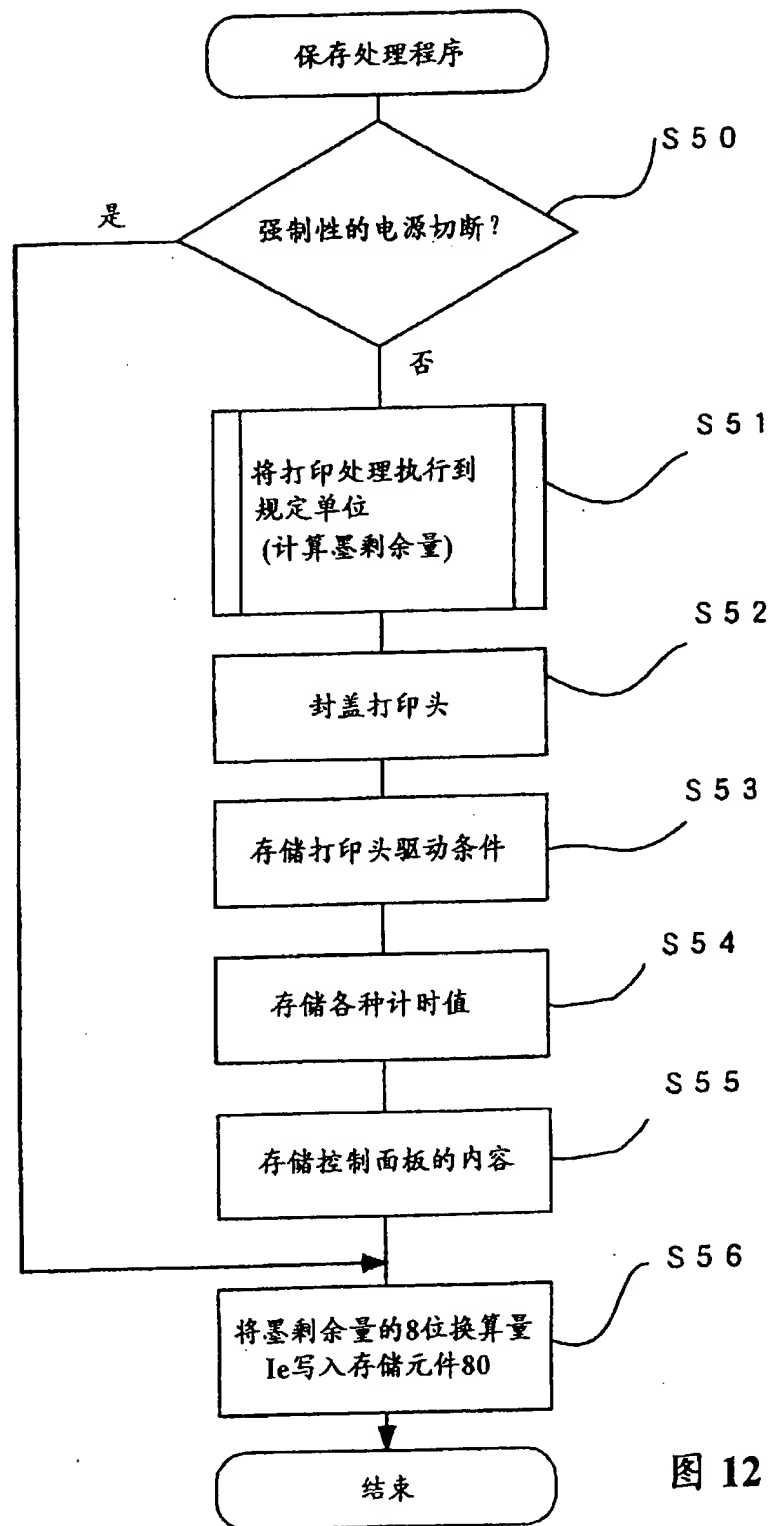 保存处理程序
S50
是
强制性的电源切断?
否
S51
将打印处理执行到
规定单位
(计算墨剩余量)
S52
封盖打印头
S53
存储打印头驱动条件
S54
存储各种计时值
S55
存储控制面板的内容
S56
将墨剩余量的8位换算量
Ie写入存储元件80
结束
图 12